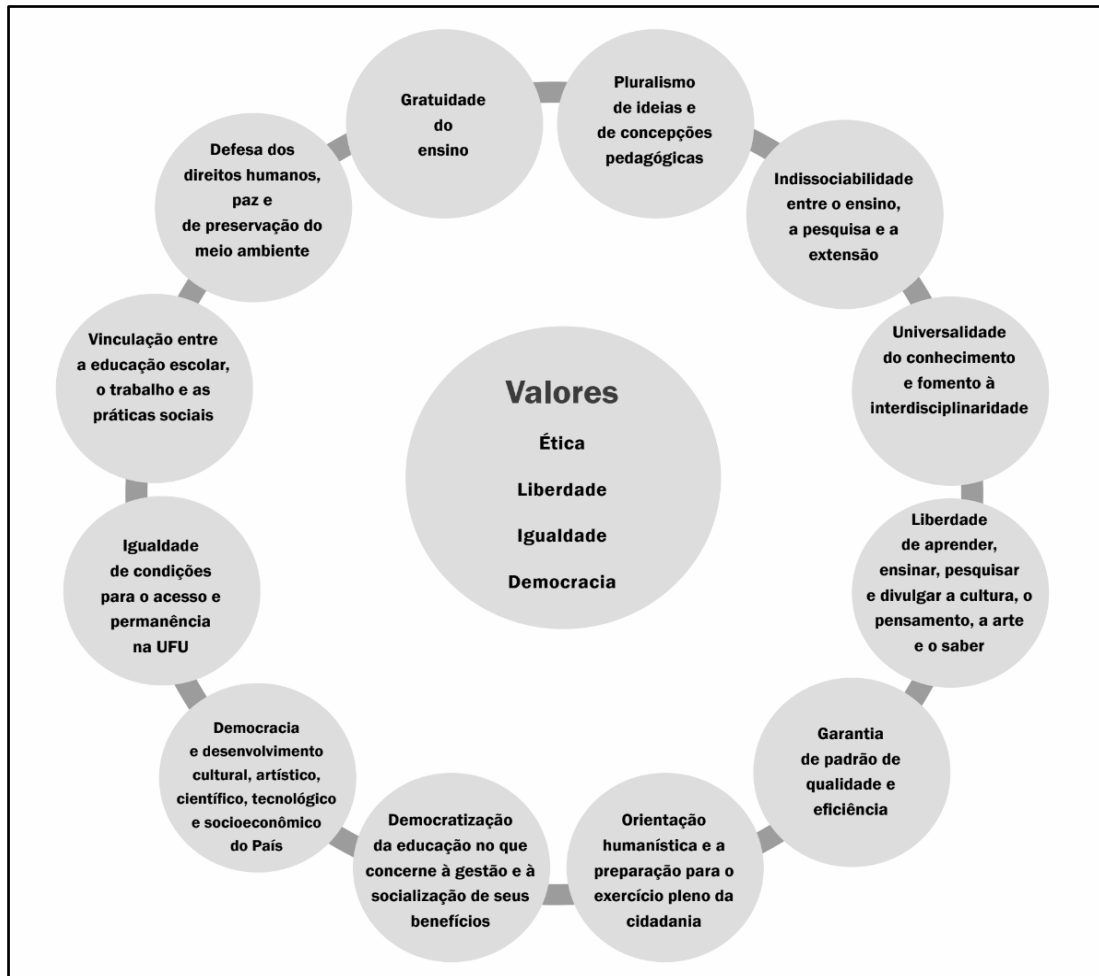 Gratuidade
do
ensino
Pluralismo
de ideias e
de concepções
pedagógicas
Indissociabilidade
entre o ensino,
a pesquisa e a
extensão
Universalidade
do conhecimento
e fomento à
interdisciplinaridade
Liberdade
de aprender,
ensinar, pesquisar
e divulgar a cultura, o
pensamento, a arte
e o saber
Garantia
de padrão de
qualidade e
eficiência
Orientação
humanística e a
preparação para o
exercício pleno da
cidadania
Democratização
da educação no que
concerne à gestão e à
socialização de seus
benefícios
Democracia
e desenvolvimento
cultural, artístico,
científico, tecnológico
e socioeconômico
do País
Igualdade
de condições
para o acesso e
permanência
na UFU
Vinculação entre
a educação escolar,
o trabalho e as
práticas sociais
Defesa dos
direitos humanos,
paz e
de preservação do
meio ambiente
Valores
Ética
Liberdade
Igualdade
Democracia